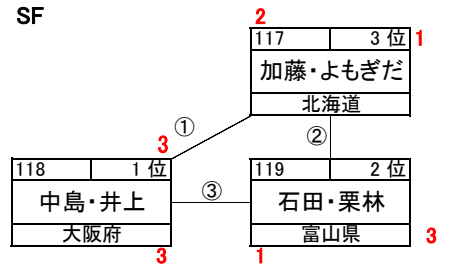 SF
2
117 3 位 1
加藤・よもぎだ
北海道
①
②
3
118 1 位
中島・井上
大阪府
3
③
119 2 位
石田・栗林
富山県 3
1